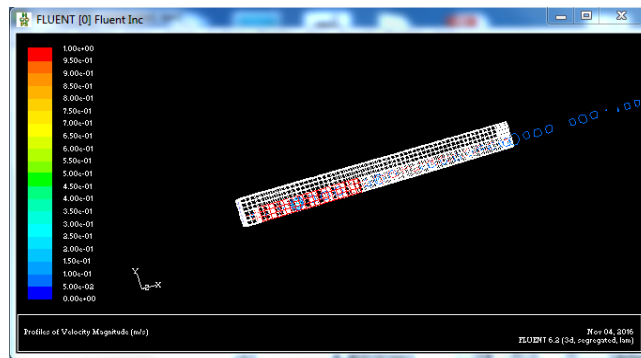 FLUENT [0] Fluent Inc
1.00e+00
9.50e-01
9.00e-01
8.50e-01
8.00e-01
7.50e-01
7.00e-01
6.50e-01
6.00e-01
5.50e-01
5.00e-01
4.50e-01
4.00e-01
3.50e-01
3.00e-01
2.50e-01
2.00e-01
1.50e-01
1.00e-01
5.00e-02
0.00e+00
Y
Z X
Profiles of Velocity Magnitude (m/s)
Nov 04, 2016
FLUENT 6.2 (3d, segregated, lam)